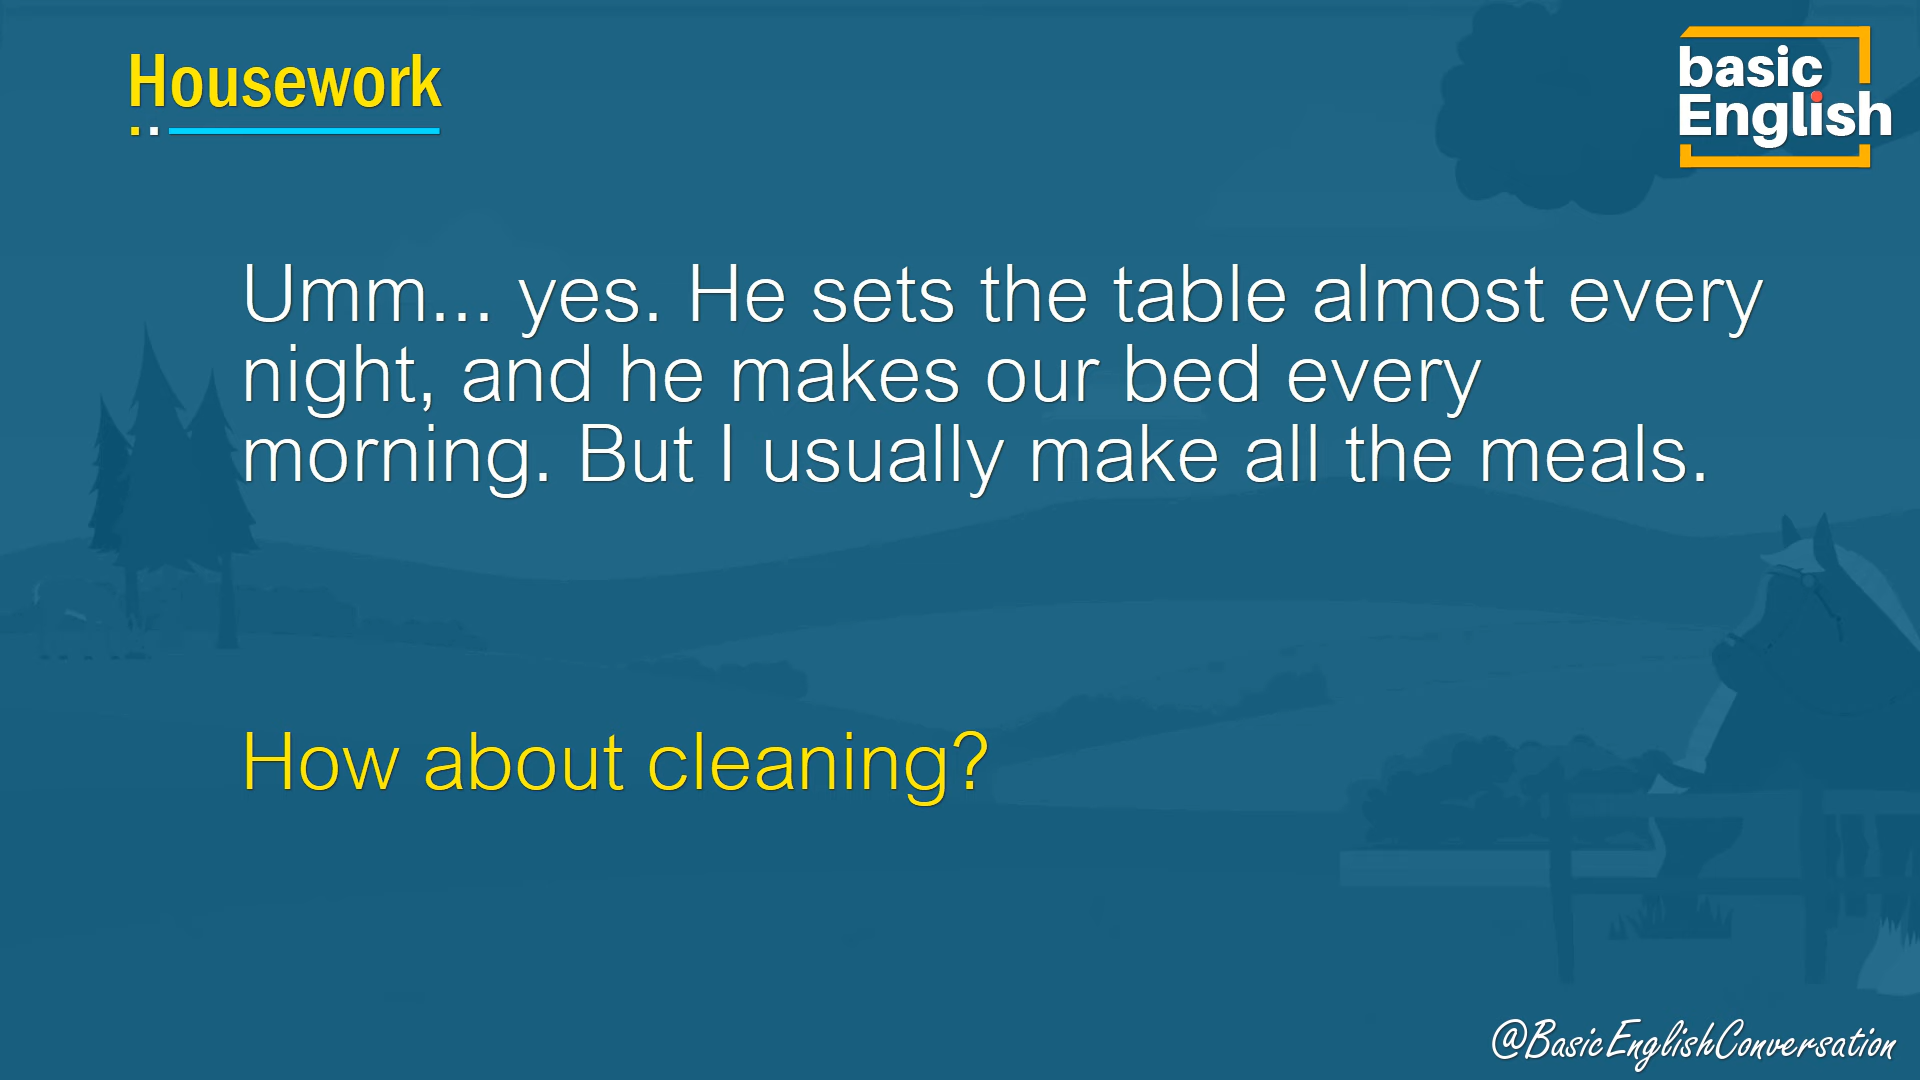 Housework
basic
English
Umm... yes. He sets the table almost every
night, and he makes our bed every
morning. But I usually make all the meals.
How about cleaning?
@BasicEnglishConversation